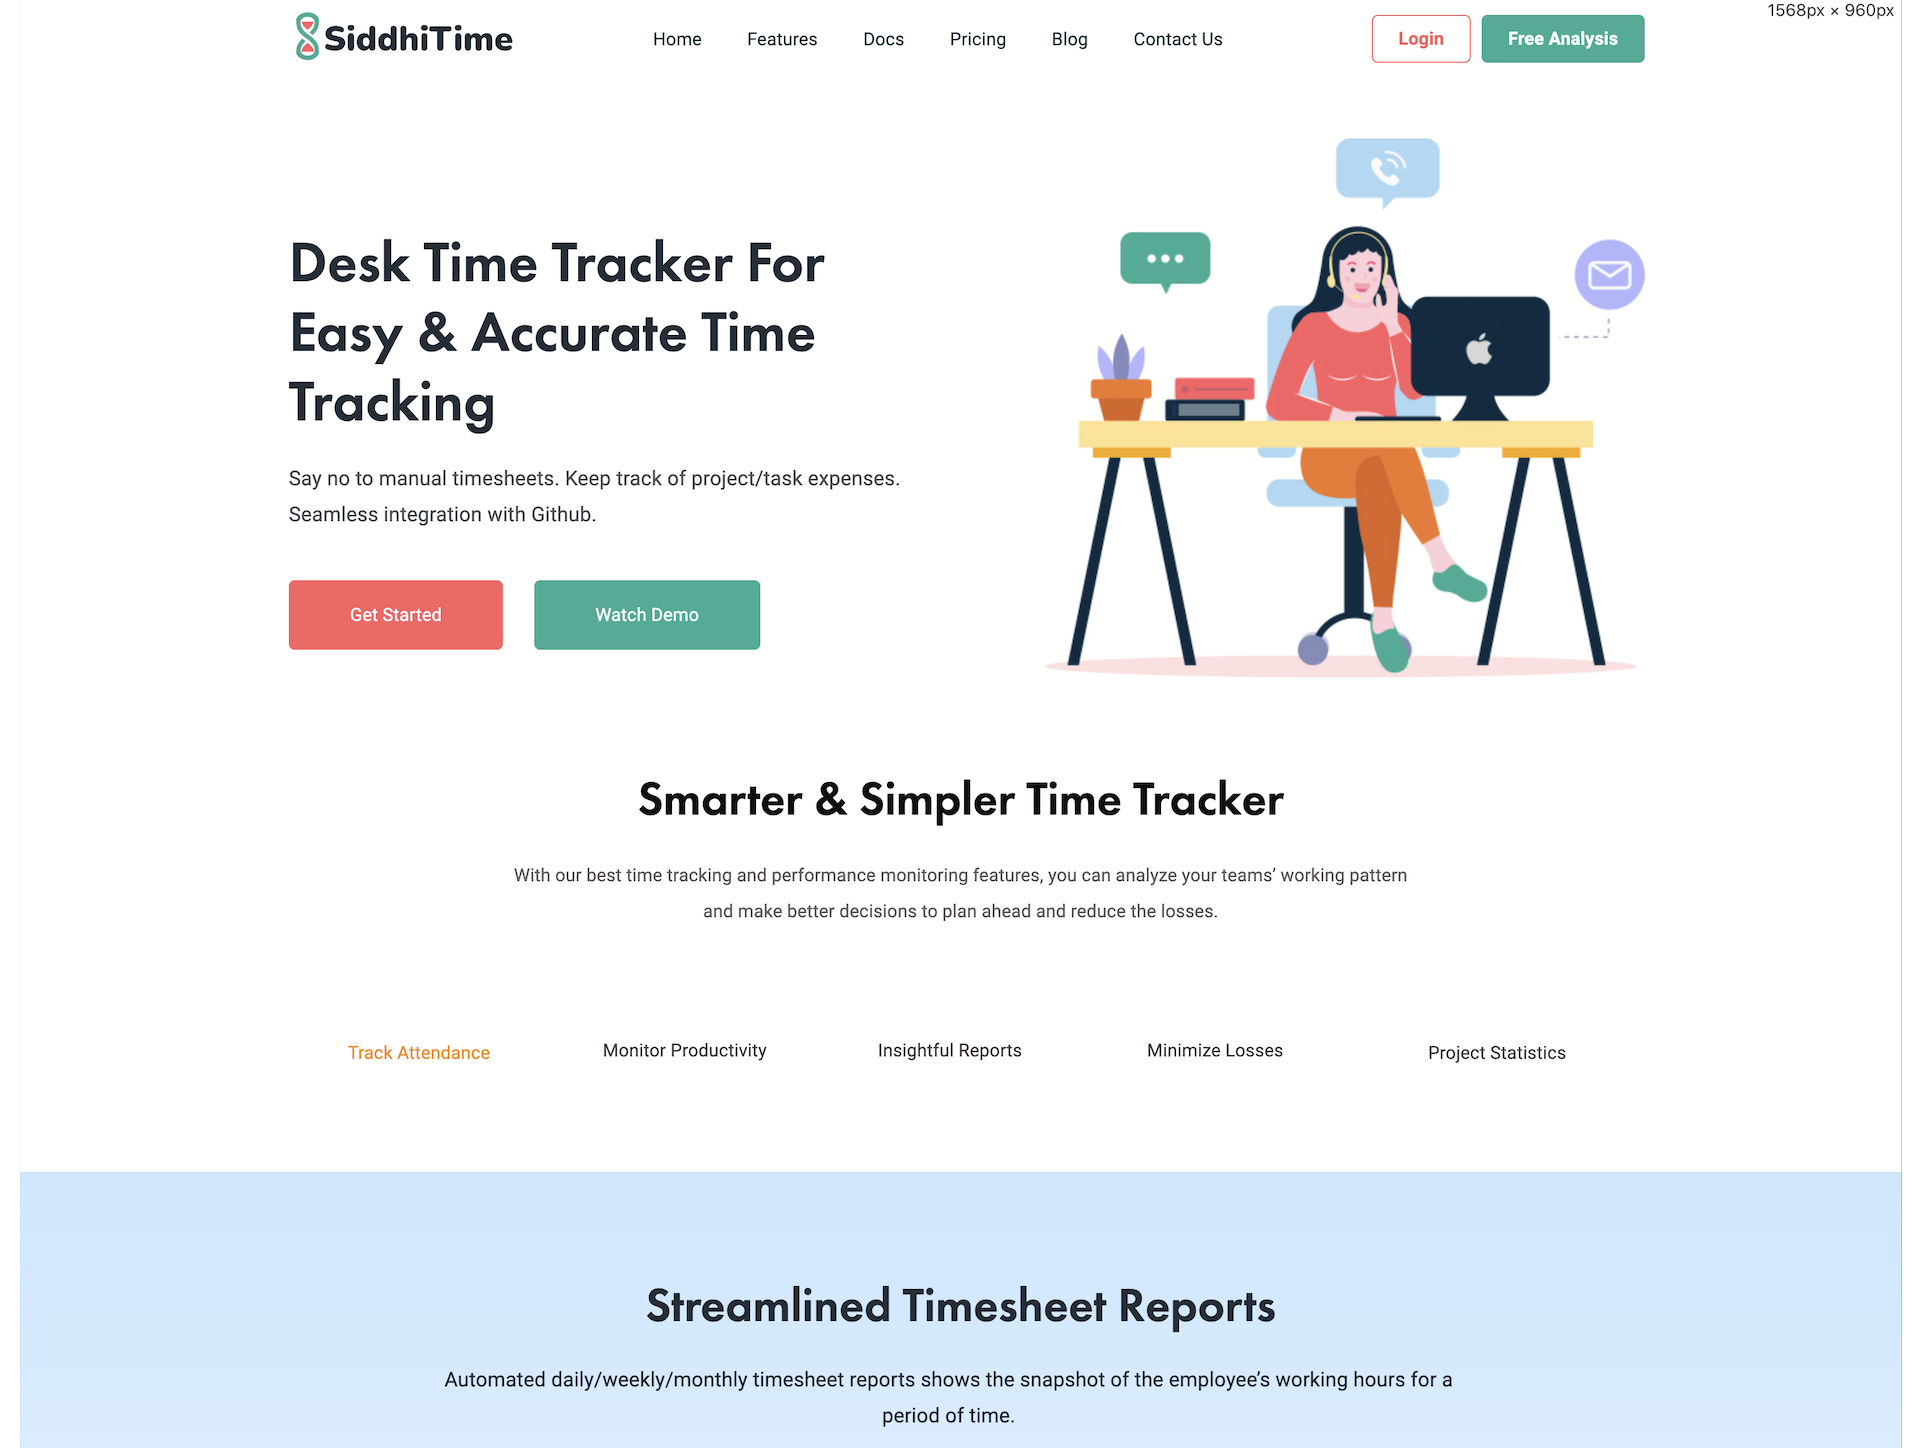 1568px × 960px
SiddhiTime
Home Features Docs Pricing Blog Contact Us
Login Free Analysis
Desk Time Tracker For
Easy & Accurate Time
Tracking
Say no to manual timesheets. Keep track of project/task expenses.
Seamless integration with Github.
Get Started Watch Demo
Smarter & Simpler Time Tracker
With our best time tracking and performance monitoring features, you can analyze your teams’ working pattern
and make better decisions to plan ahead and reduce the losses.
Track Attendance Monitor Productivity Insightful Reports Minimize Losses Project Statistics
Streamlined Timesheet Reports
Automated daily/weekly/monthly timesheet reports shows the snapshot of the employee’s working hours for a
period of time.